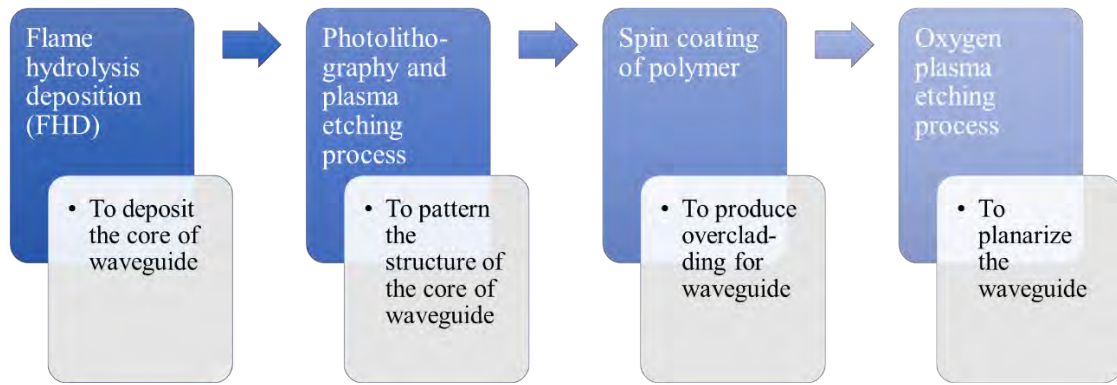 Flame
hydrolysis
deposition
(FHD)
• To deposit
the core of
waveguide
Photolitho-
graphy and
plasma
etching
process
• To pattern
the
structure of
the core of
waveguide
Spin coating
of polymer
• To produce
overclad-
ding for
waveguide
Oxygen
plasma
etching
process
• To
planarize
the
waveguide